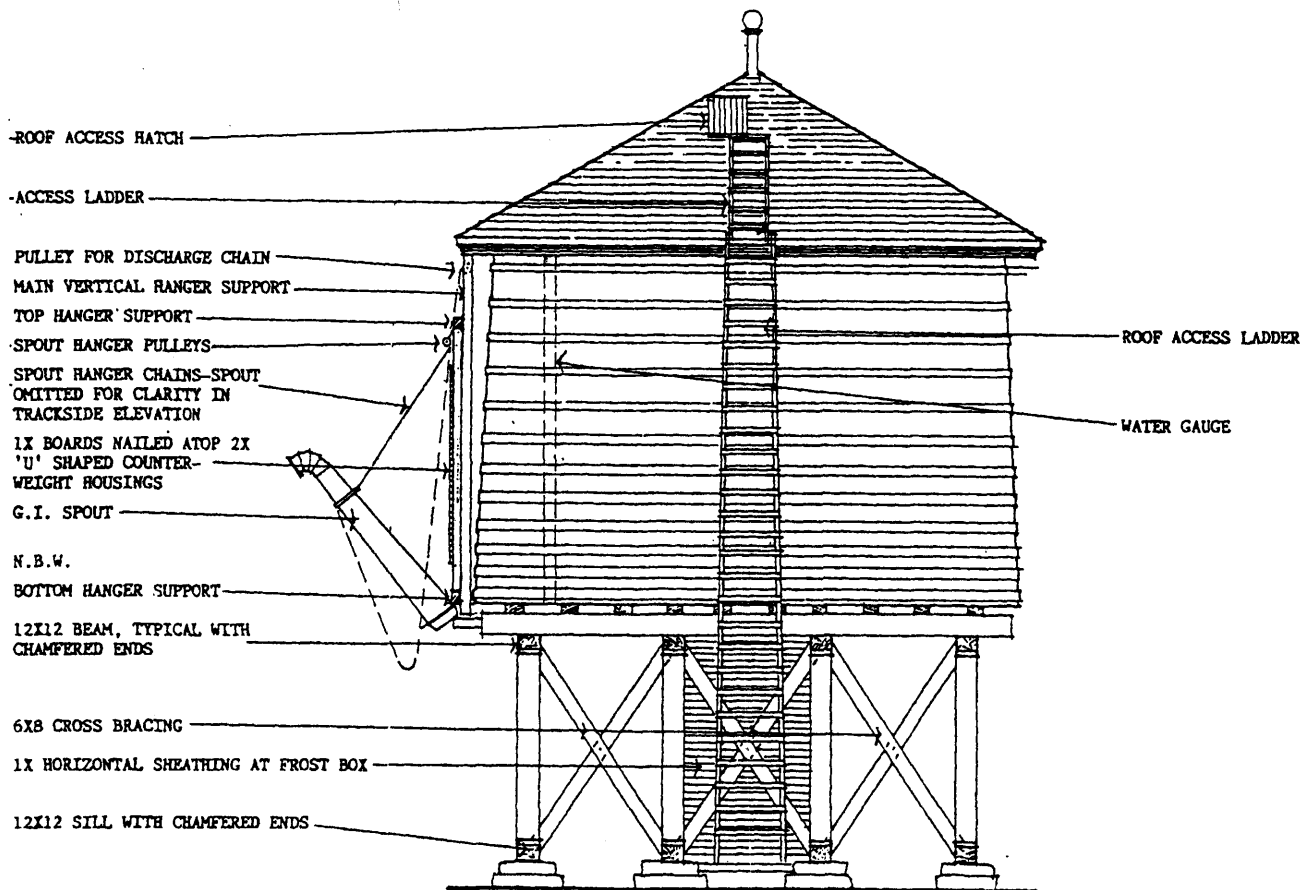 -ROOF ACCESS HATCH
-ACCESS LADDER
PULLEY FOR DISCHARGE CHAIN
MAIN VERTICAL HANGER SUPPORT
TOP HANGER SUPPORT
SPOUT HANGER PULLEYS
SPOUT HANGER CHAINS-SPOUT
OMITTED FOR CLARITY IN
TRACKSIDE ELEVATION
1X BOARDS NAILED ATOP 2X
'U' SHAPED COUNTER-
WEIGHT HOUSINGS
G.I. SPOUT
N.B.W.
BOTTOM HANGER SUPPORT
12X12 BEAM, TYPICAL WITH
CHAMFERED ENDS
6X8 CROSS BRACING
1X HORIZONTAL SHEATHING AT FROST BOX
12X12 SILL WITH CHAMFERED ENDS
ROOF ACCESS LADDER
WATER GAUGE